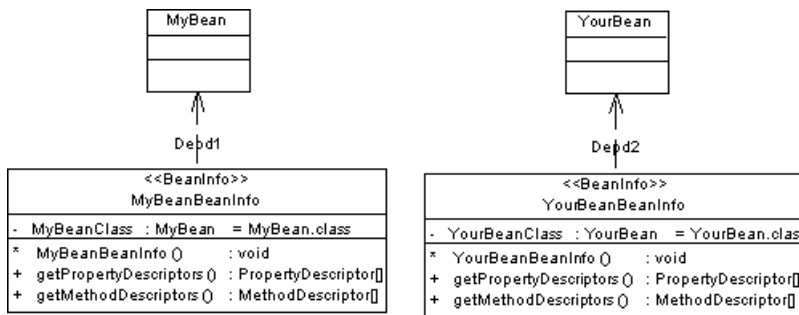 MyBean
Depd1
<<BeanInfo>>
MyBeanBeanInfo
- MyBeanClass : MyBean = MyBean.class
* MyBeanBeanInfo () : void
+ getPropertyDescriptors () : PropertyDescriptor[]
+ getMethodDescriptors () : MethodDescriptor[]
YourBean
Depd2
<<BeanInfo>>
YourBeanBeanInfo
- YourBeanClass : YourBean = YourBean.clas
* YourBeanBeanInfo () : void
+ getPropertyDescriptors () : PropertyDescriptor[]
+ getMethodDescriptors () : MethodDescriptor[]